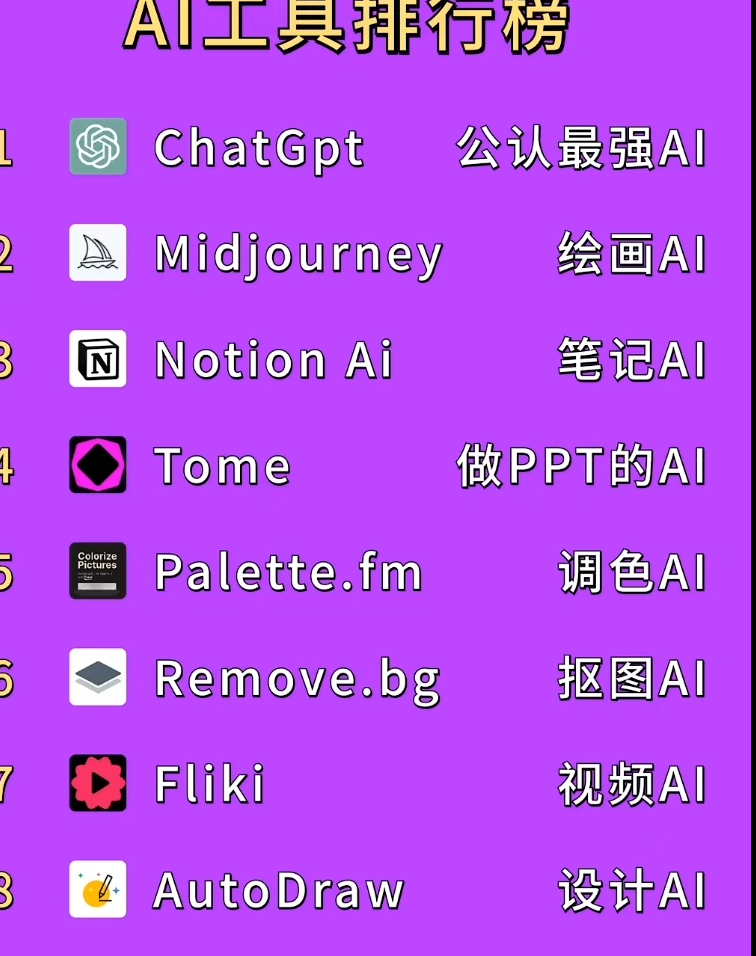 AI工具排行榜
1 ChatGpt 公认最强AI
2 Midjourney 绘画AI
3 Notion Ai 笔记AI
4 Tome 做PPT的AI
5 Colorize Pictures Palette.fm 调色AI
6 Remove.bg 抠图AI
7 Fliki 视频AI
8 AutoDraw 设计AI